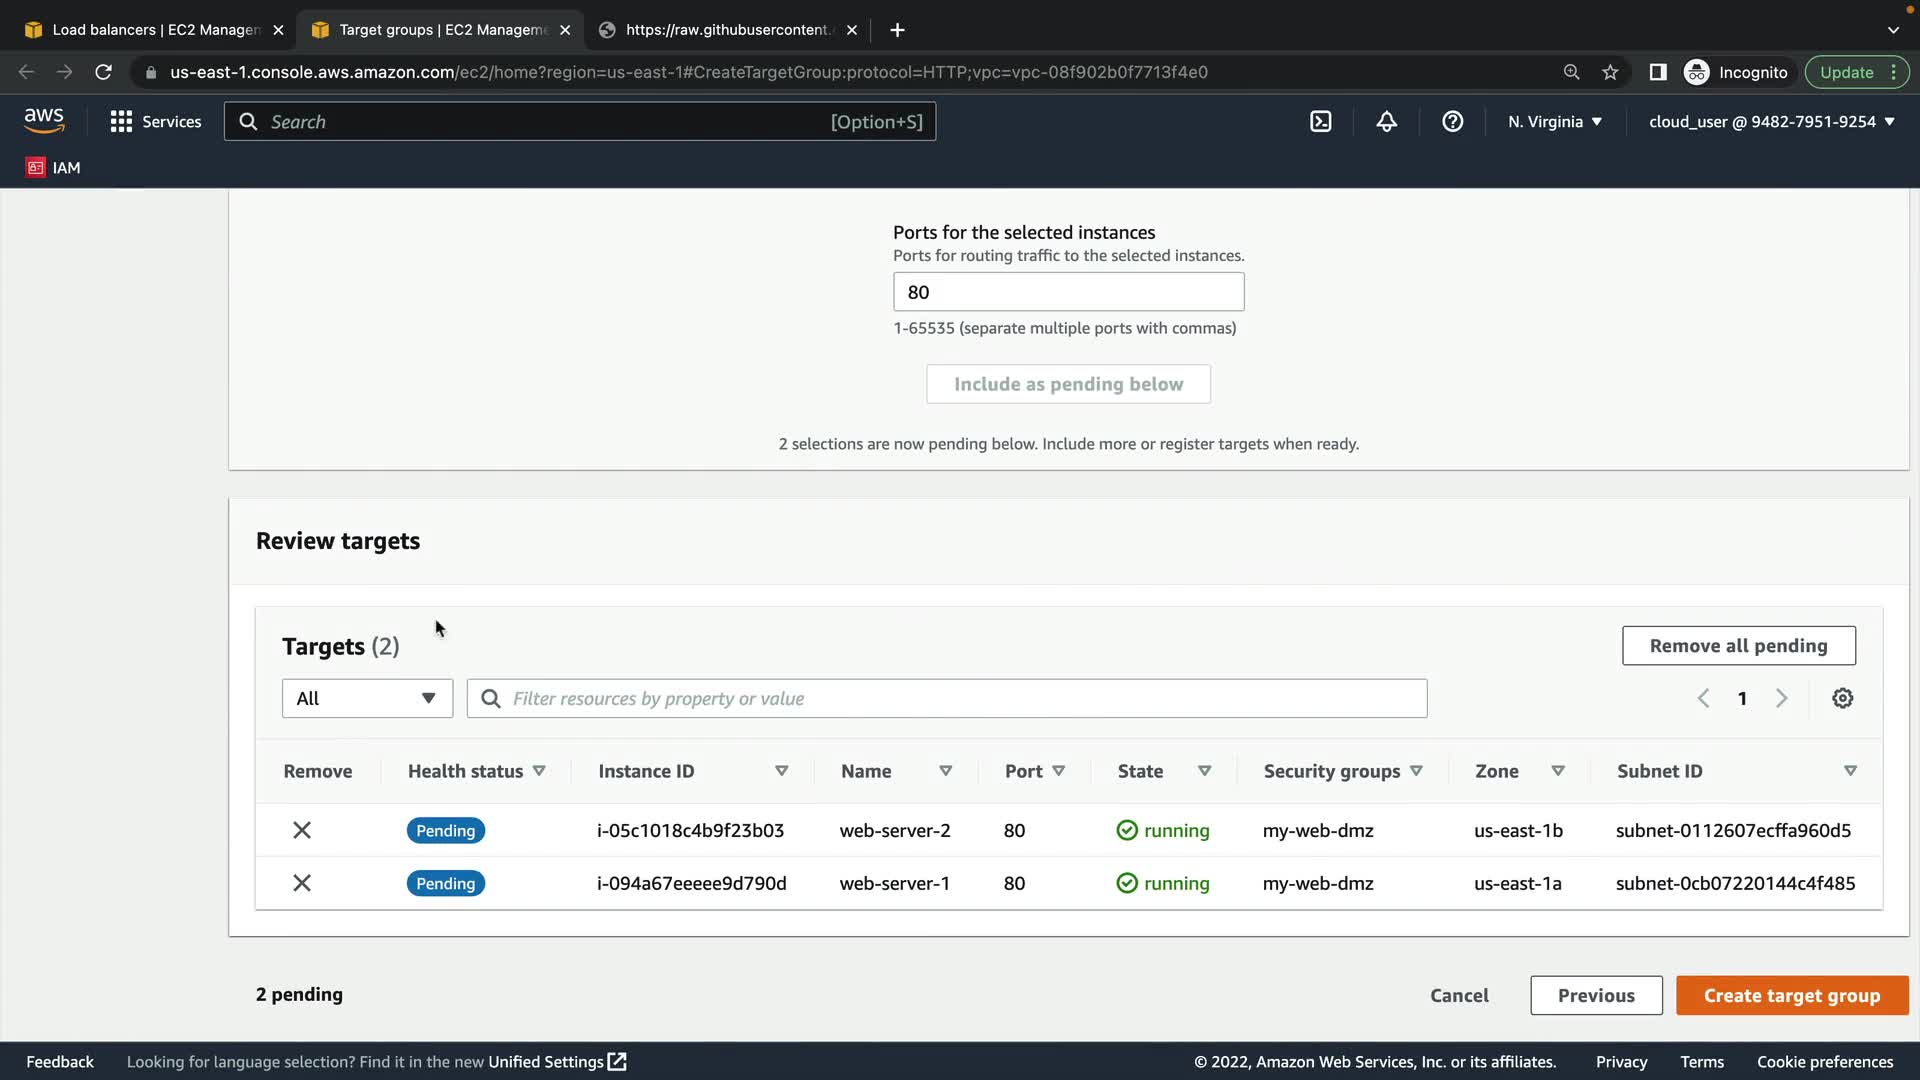 Load balancers | EC2 Managem
Target groups | EC2 Manageme
https://raw.githubusercontent.
us-east-1.console.aws.amazon.com/ec2/home?region=us-east-1#CreateTargetGroup:protocol=HTTP;vpc=vpc-08f902b0f7713f4e0
Incognito
Update
aws
Services
Search
[Option+S]
N. Virginia
cloud_user @ 9482-7951-9254
IAM
Ports for the selected instances
Ports for routing traffic to the selected instances.
80
1-65535 (separate multiple ports with commas)
Include as pending below
2 selections are now pending below. Include more or register targets when ready.
Review targets
Targets (2)
Remove all pending
All
Filter resources by property or value
1
Remove Health status Instance ID Name Port State Security groups Zone Subnet ID
Pending i-05c1018c4b9f23b03 web-server-2 80 running my-web-dmz us-east-1b subnet-0112607ecffa960d5
Pending i-094a67eeeee9d790d web-server-1 80 running my-web-dmz us-east-1a subnet-0cb07220144c4f485
2 pending
Cancel
Previous
Create target group
Feedback
Looking for language selection? Find it in the new Unified Settings
© 2022, Amazon Web Services, Inc. or its affiliates.
Privacy
Terms
Cookie preferences